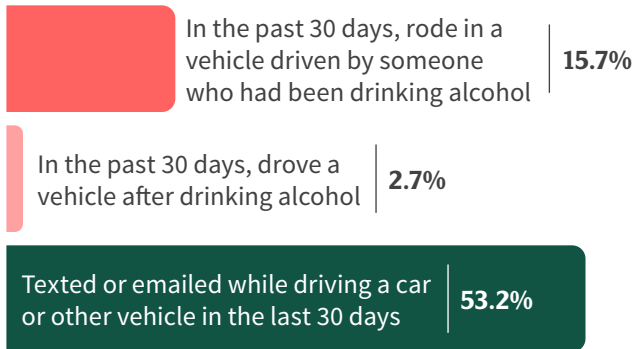 In the past 30 days, rode in a
vehicle driven by someone
who had been drinking alcohol
15.7%
In the past 30 days, drove a
vehicle after drinking alcohol
2.7%
Texted or emailed while driving a car
or other vehicle in the last 30 days
53.2%